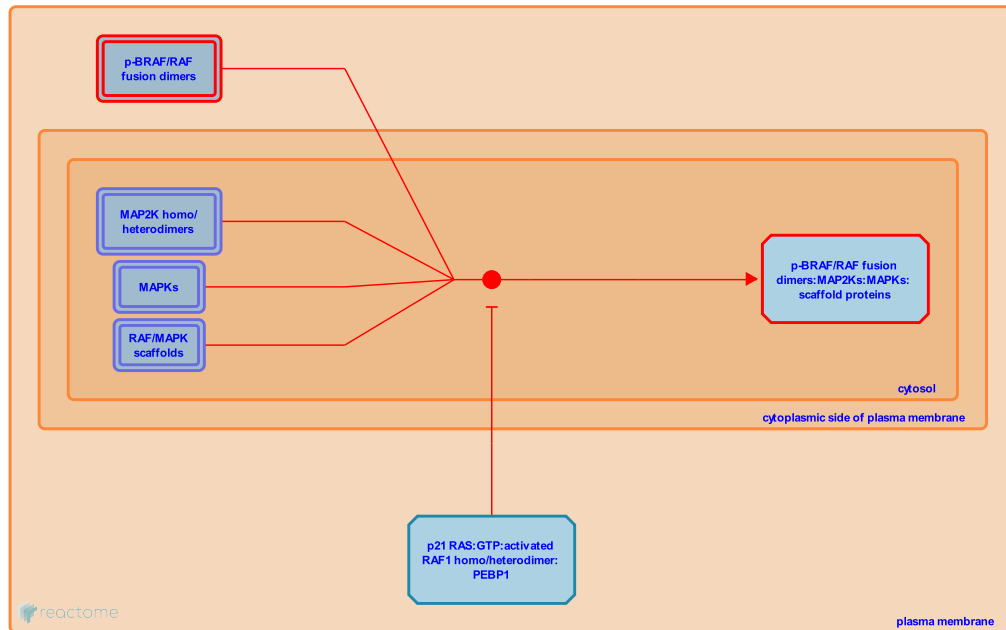 p-BRAF/RAF
fusion dimers
MAP2K homo/
heterodimers
MAPKs
RAF/MAPK
scaffolds
p-BRAF/RAF fusion
dimers:MAP2Ks:MAPKs:
scaffold proteins
cytosol
cytoplasmic side of plasma membrane
p21 RAS:GTP:activated
RAF1 homo/heterodimer:
PEBP1
reactome
plasma membrane